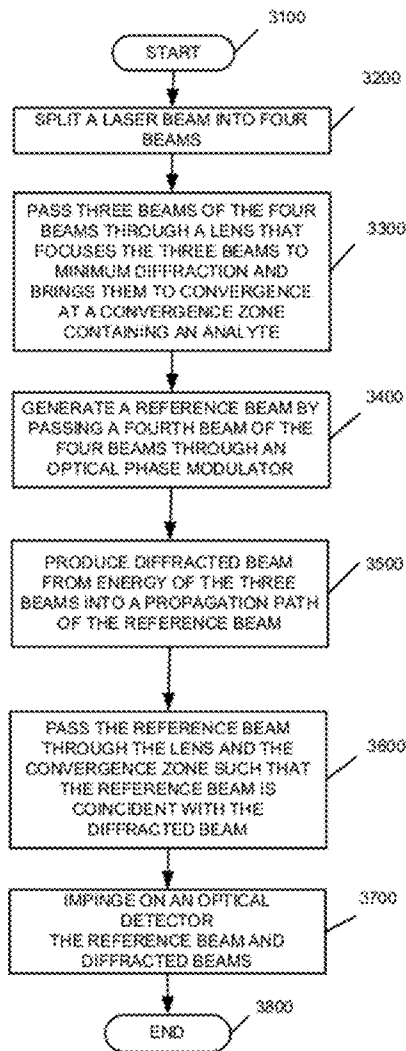 3100
START
3200
SPLIT A LASER BEAM INTO FOUR
BEAMS
3300
PASS THREE BEAMS OF THE FOUR
BEAMS THROUGH A LENS THAT
FOCUSES THE THREE BEAMS TO
MINIMUM DIFFRACTION AND
BRINGS THEM TO CONVERGENCE
AT A CONVERGENCE ZONE
CONTAINING AN ANALYTE
3400
GENERATE A REFERENCE BEAM BY
PASSING A FOURTH BEAM OF THE
FOUR BEAMS THROUGH AN
OPTICAL PHASE MODULATOR
3500
PRODUCE DIFFRACTED BEAM
FROM ENERGY OF THE THREE
BEAMS INTO A PROPAGATION PATH
OF THE REFERENCE BEAM
3600
PASS THE REFERENCE BEAM
THROUGH THE LENS AND THE
CONVERGENCE ZONE SUCH THAT
THE REFERENCE BEAM IS
COINCIDENT WITH THE
DIFFRACTED BEAM
3700
IMPINGE ON AN OPTICAL
DETECTOR
THE REFERENCE BEAM AND
DIFFRACTED BEAMS
3800
END